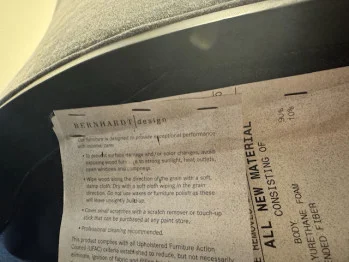 BERNHARDT design
furniture is designed to provide exceptional performance
with normal care.
• To avoid surface damage and/or color changes, avoid
exposing wood to strong sunlight, heat outlets,
open windows and dampness.
• Wipe wood along the direction of the grain with a soft,
damp cloth. Dry with a soft cloth wiping in the grain
direction. Do not use waxes or furniture polish as these
will leave unsightly build-up.
• Cover small scratches with a scratch remover or touch-up
stick that can be purchased at any paint store.
• Professional cleaning recommended.
This product complies with all Upholstered Furniture Action
Council (UFAC) criteria established to reduce, but not necessarily
ALL NEW MATERIAL
CONSISTING OF
90%
10%
BODY
URETHANE FOAM
FIBER